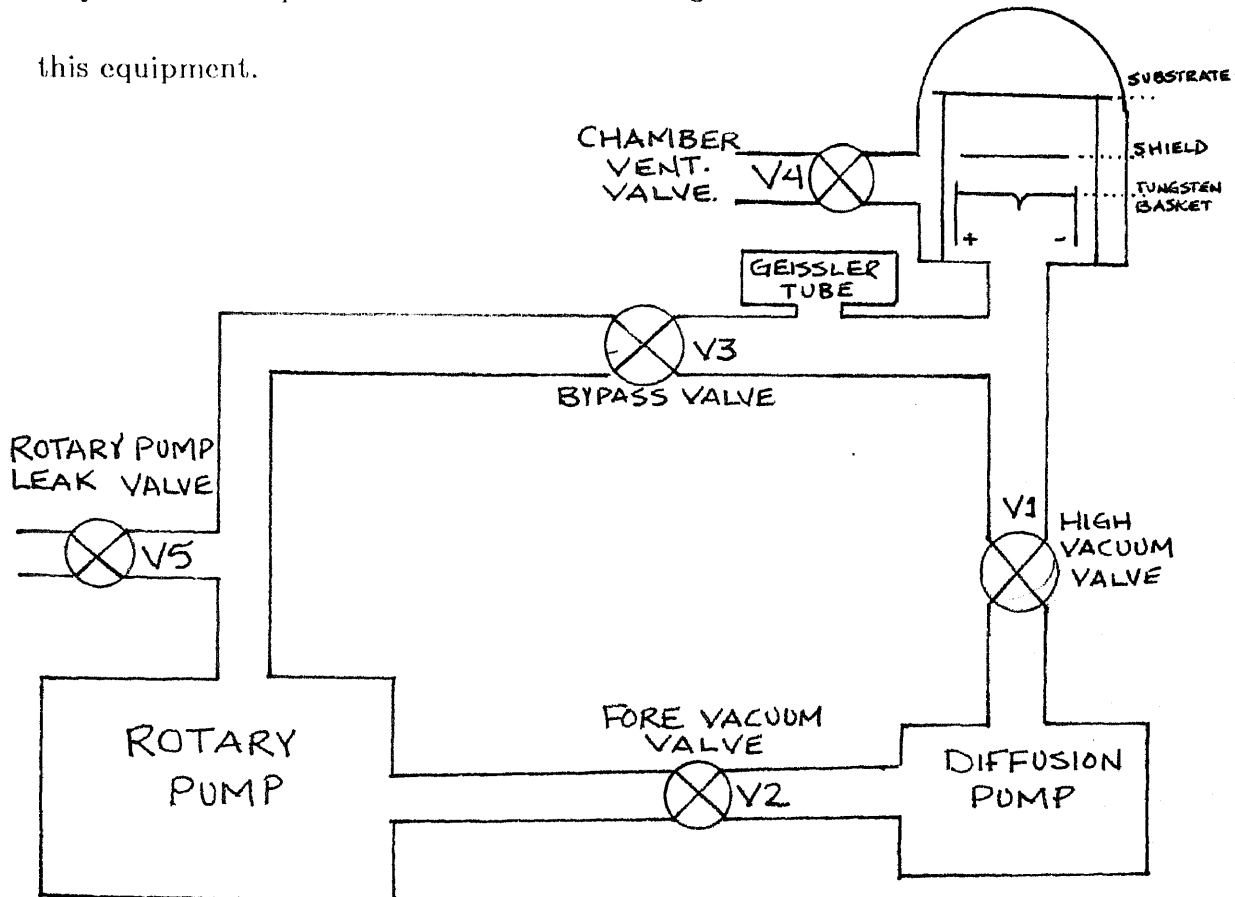 this equipment.
SUBSTRATE
CHAMBER
VENT.
VALVE.
V4
SHIELD
TUNGSTEN
BASKET
+ -
GEISSLER
TUBE
V3
BYPASS VALVE
ROTARY PUMP
LEAK VALVE
V5
V1
HIGH
VACUUM
VALVE
ROTARY
PUMP
FORE VACUUM
VALVE
V2
DIFFUSION
PUMP